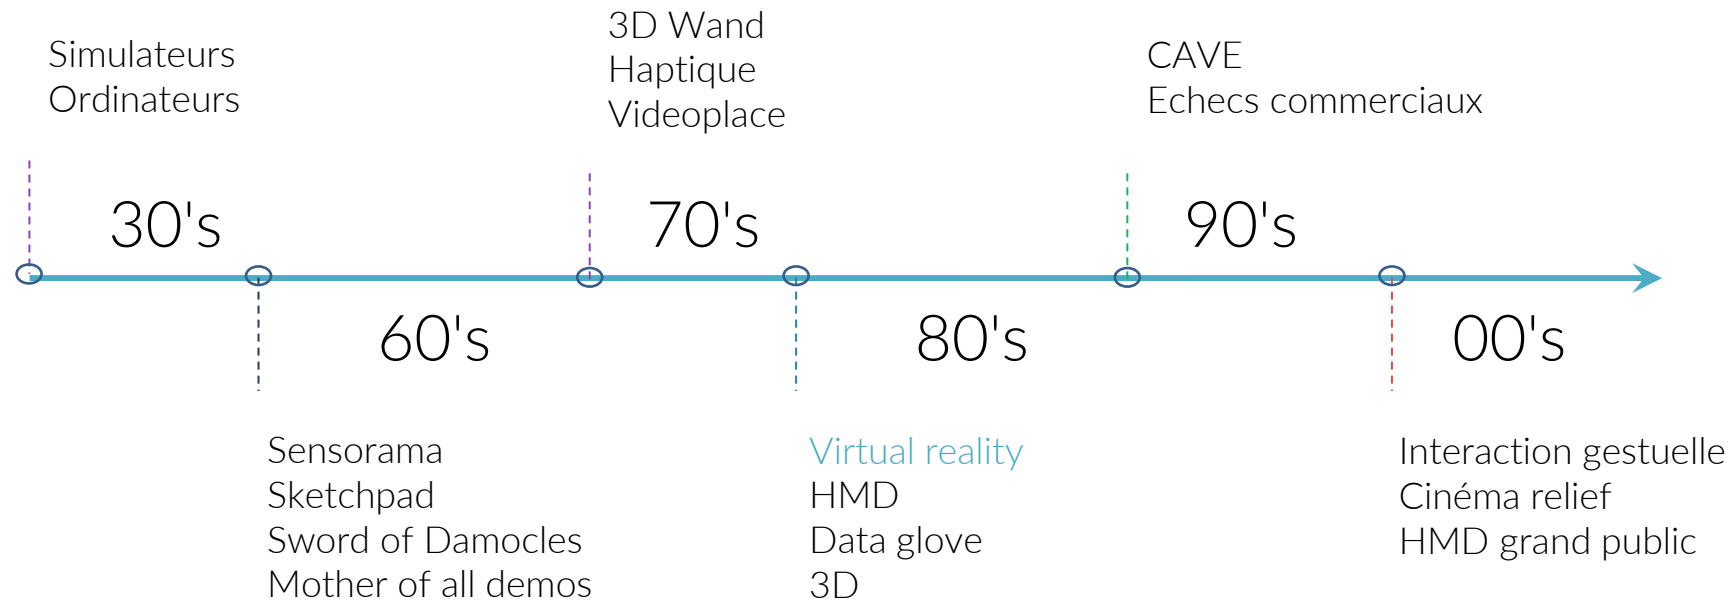 Simulateurs
Ordinateurs
30's
60's
Sensorama
Sketchpad
Sword of Damocles
Mother of all demos
3D Wand
Haptique
Videoplace
70's
80's
Virtual reality
HMD
Data glove
3D
CAVE
Echecs commerciaux
90's
00's
Interaction gestuelle
Cinéma relief
HMD grand public